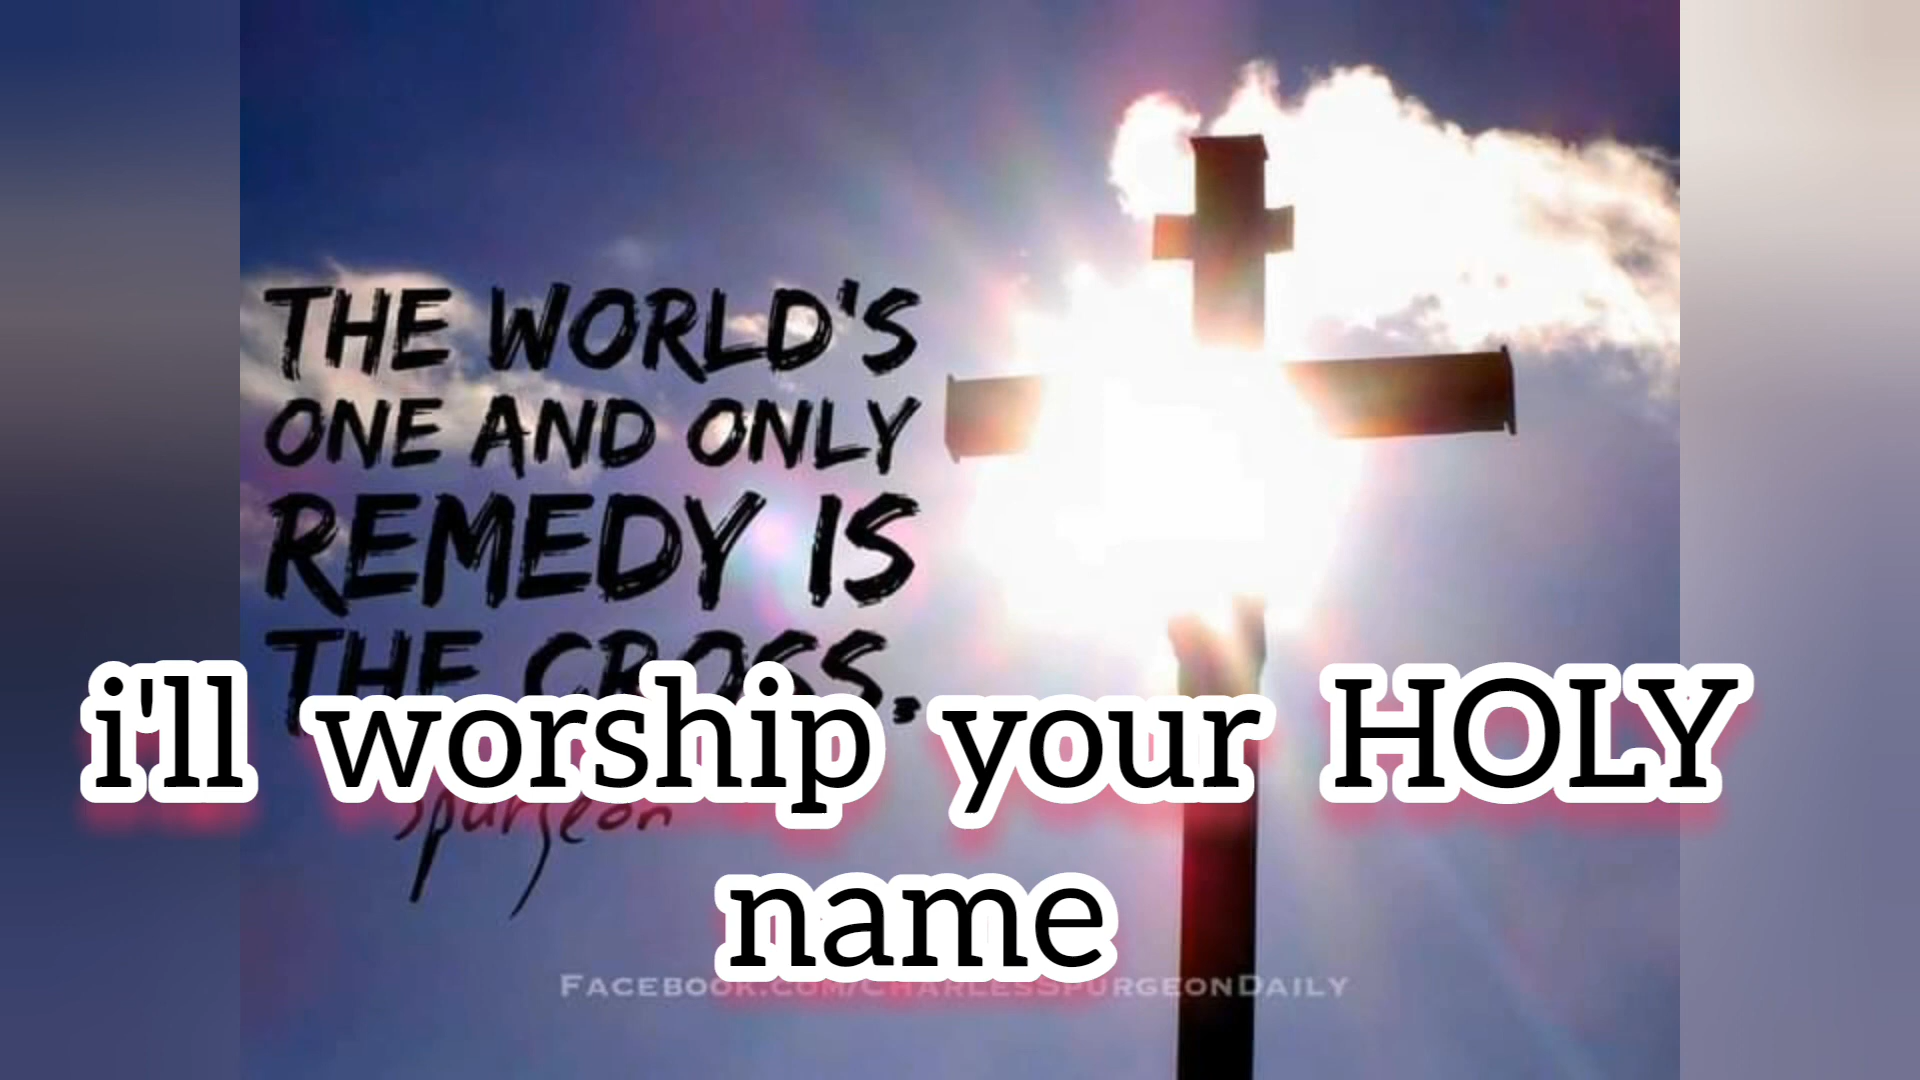 THE WORLD'S
ONE AND ONLY
REMEDY IS
THE CROSS.
i'll worship your HOLY
spurgeon
name
FACEBOOK.COM/CHARLESSPURGEONDAILY